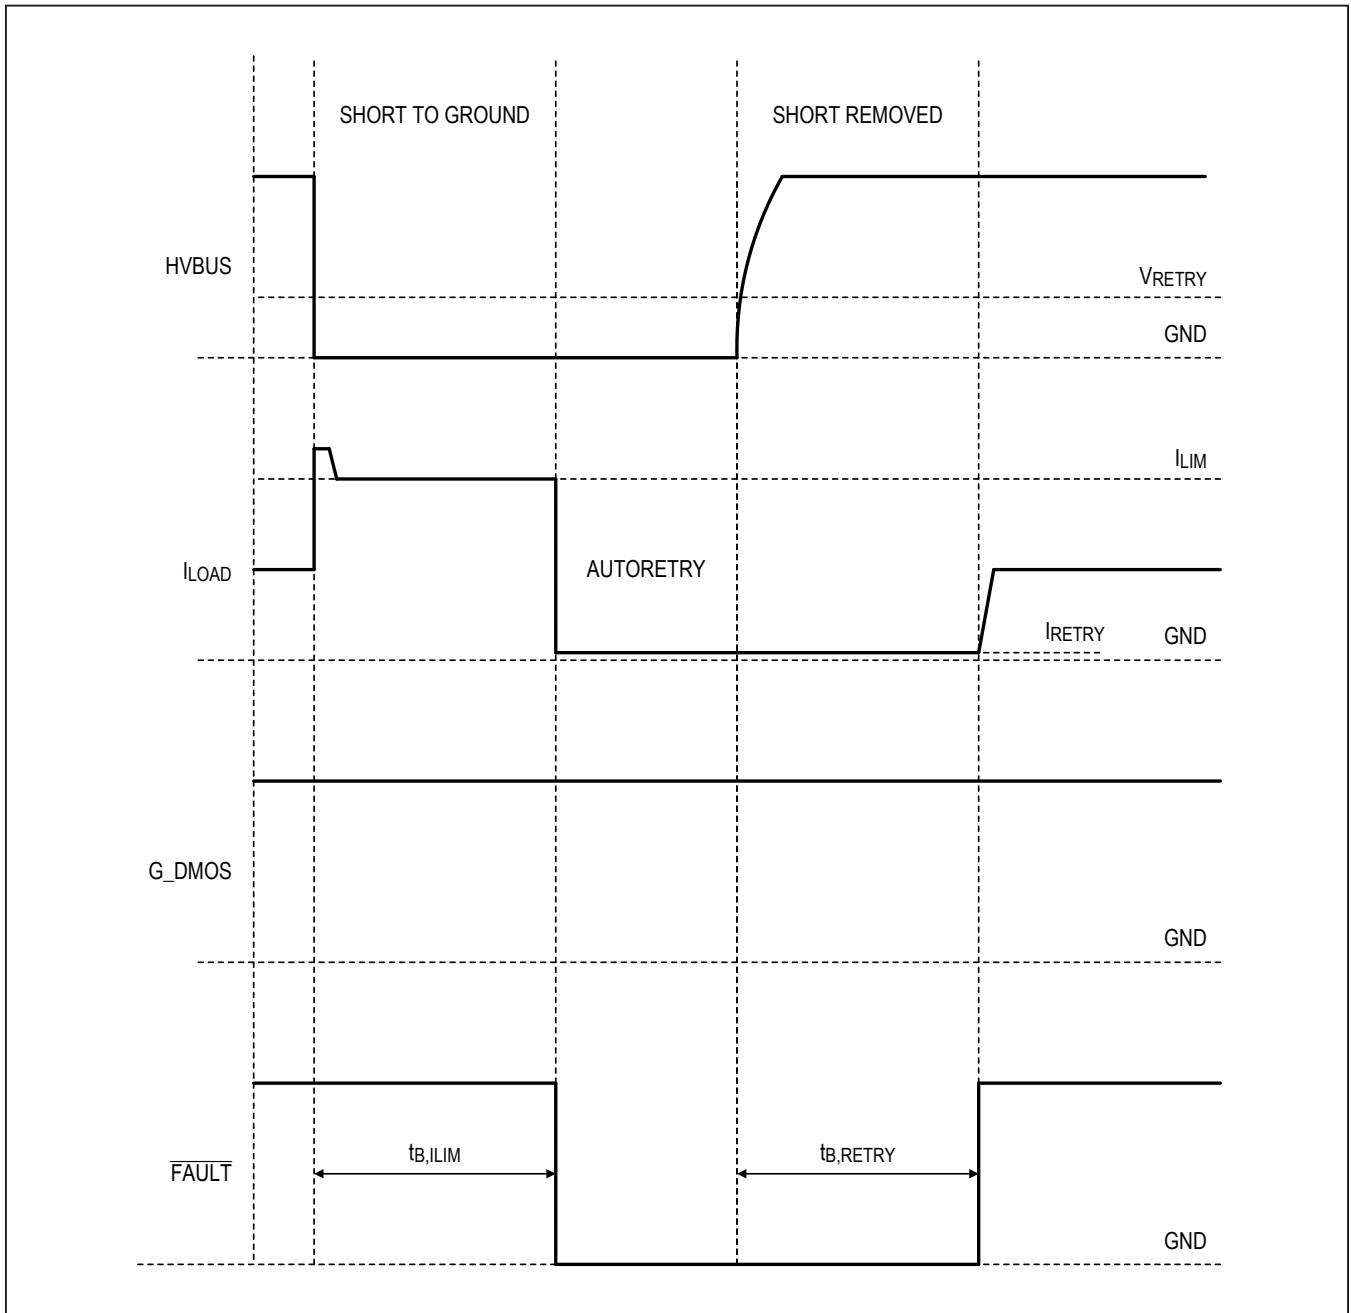 SHORT TO GROUND
SHORT REMOVED
HVBUS
VRETRY
GND
ILIM
ILOAD
AUTORETRY
IRETRY
GND
G_DMOS
GND
tB,ILIM
tB,RETRY
FAULT
GND